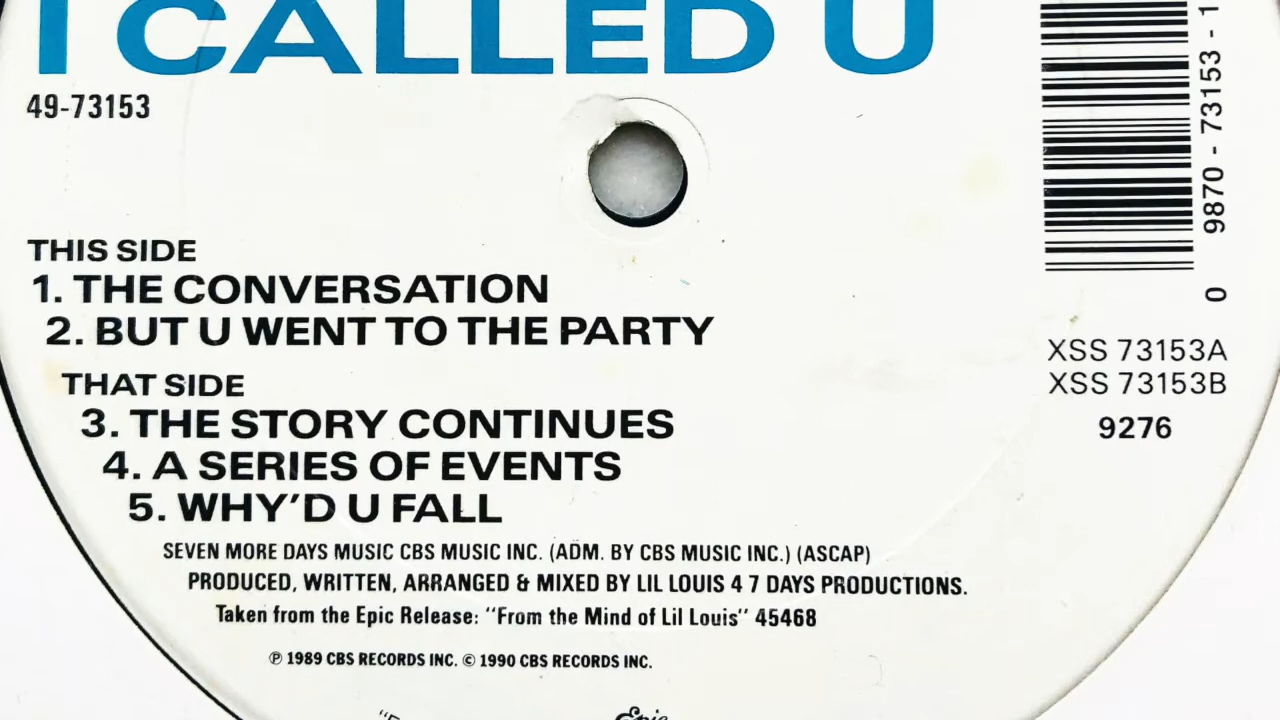 I CALLED U
49-73153
THIS SIDE
1. THE CONVERSATION
2. BUT U WENT TO THE PARTY
THAT SIDE
3. THE STORY CONTINUES
4. A SERIES OF EVENTS
5. WHY'D U FALL
SEVEN MORE DAYS MUSIC CBS MUSIC INC. (ADM. BY CBS MUSIC INC.) (ASCAP)
PRODUCED, WRITTEN, ARRANGED & MIXED BY LIL LOUIS 4 7 DAYS PRODUCTIONS.
Taken from the Epic Release: "From the Mind of Lil Louis" 45468
℗ 1989 CBS RECORDS INC. © 1990 CBS RECORDS INC.
Epic
0 9870 - 73153 - 1
XSS 73153A
XSS 73153B
9276